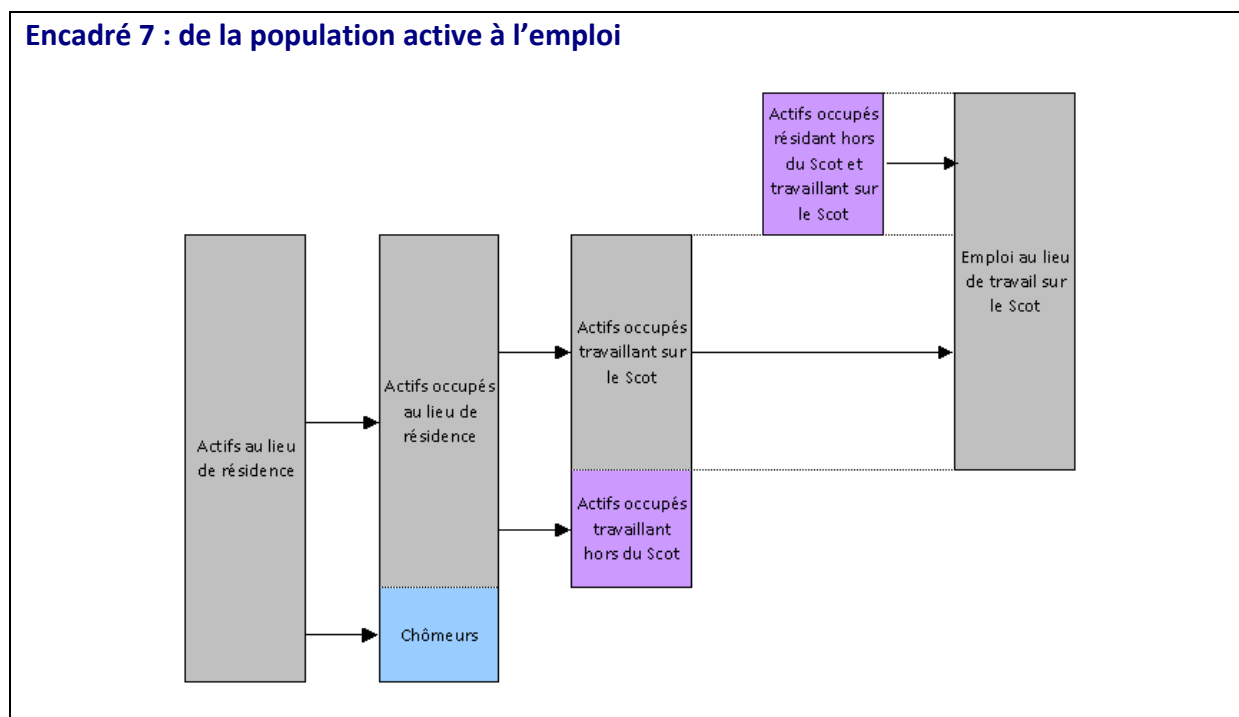 Encadré 7 : de la population active à l’emploi
Actifs occupés
résidant hors
du Scot et
travaillant sur
le Scot
Emploi au lieu
de travail sur
le Scot
Actifs occupés
travaillant sur
le Scot
Actifs occupés
au lieu de
résidence
Actifs au lieu
de résidence
Actifs occupés
travaillant
hors du Scot
Chômeurs